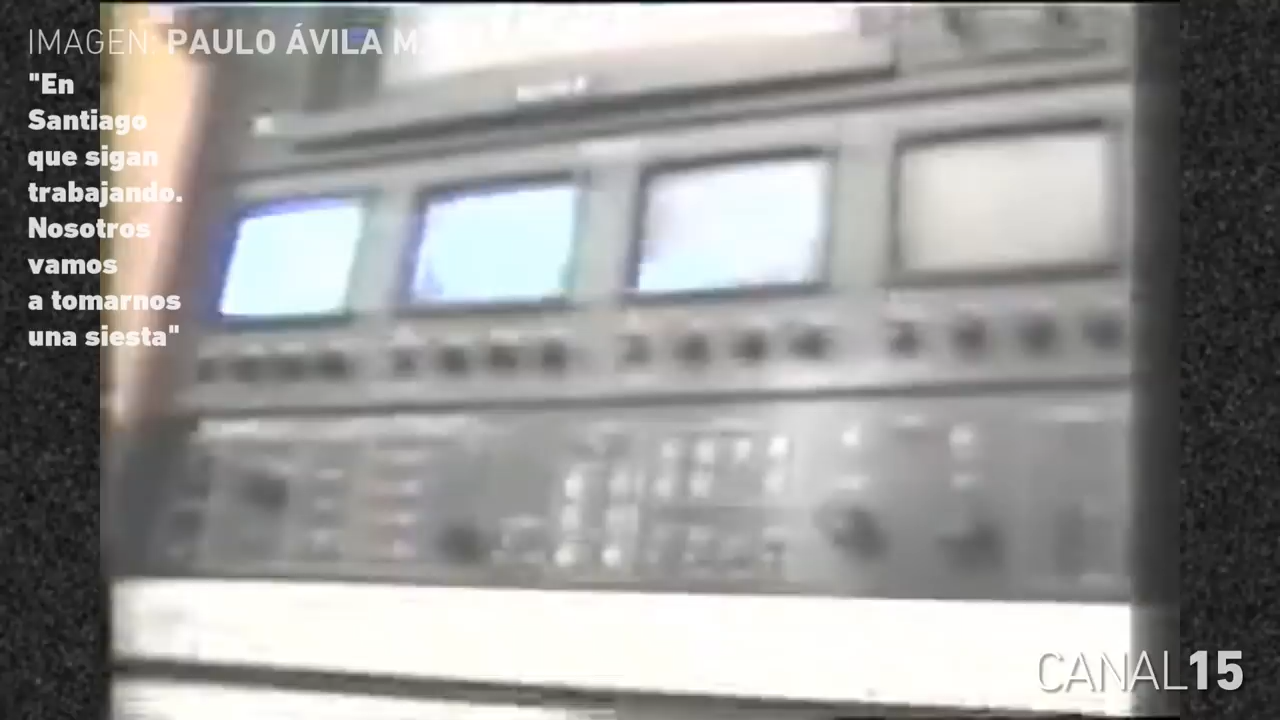 IMAGEN: PAULO ÁVILA M.
"En
Santiago
que sigan
trabajando.
Nosotros
vamos
a tomarnos
una siesta"
CANAL15